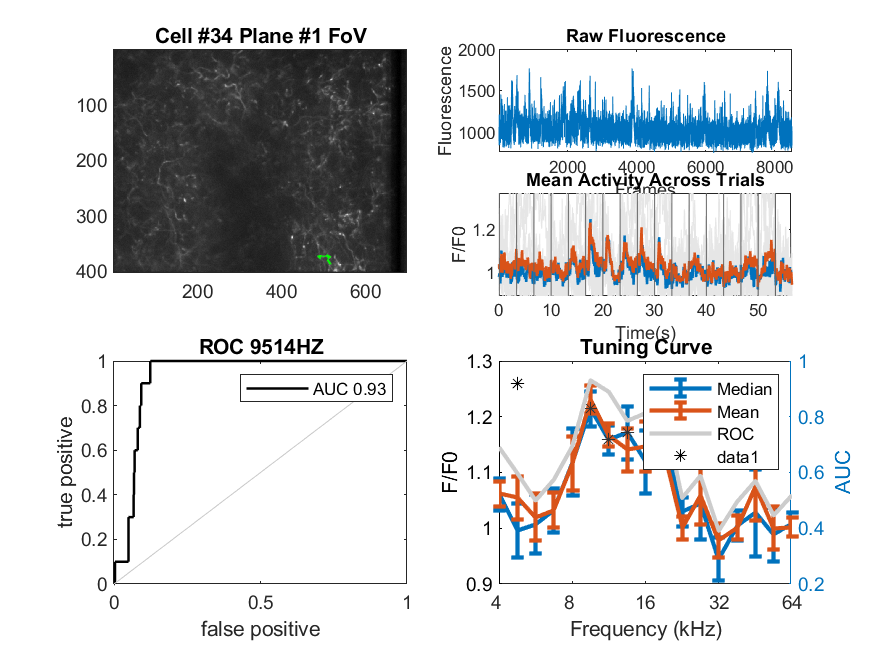 Cell #34 Plane #1 FoV
100
200
300
400
200
400
600
Raw Fluorescence
Fluorescence
2000
1500
1000
2000
4000
6000
8000
Frames
Mean Activity Across Trials
F/F0
1.2
1
0
10
20
30
40
50
Time(s)
ROC 9514HZ
true positive
1
0.8
0.6
0.4
0.2
0
AUC 0.93
0
0.5
1
false positive
Tuning Curve
F/F0
1.3
1.2
1.1
1
0.9
Median
Mean
ROC
data1
1
0.8
0.6
0.4
0.2
AUC
4
8
16
32
64
Frequency (kHz)